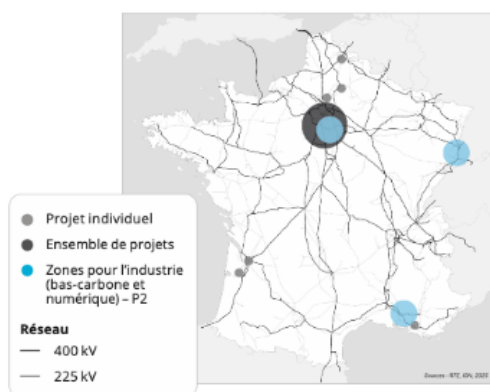 Projet individuel
Ensemble de projets
Zones pour l'industrie
(bas-carbone et
numérique) – P2
Réseau
400 kV
225 kV
Sources : RTE, IGN, 2025